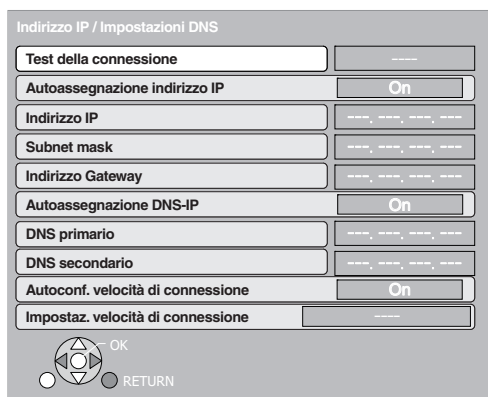 Indirizzo IP / Impostazioni DNS
Test della connessione ----
Autoassegnazione indirizzo IP On
Indirizzo IP ---. ---. ---. ---
Subnet mask ---. ---. ---. ---
Indirizzo Gateway ---. ---. ---. ---
Autoassegnazione DNS-IP On
DNS primario ---. ---. ---. ---
DNS secondario ---. ---. ---. ---
Autoconf. velocità di connessione On
Impostaz. velocità di connessione ----
OK
RETURN